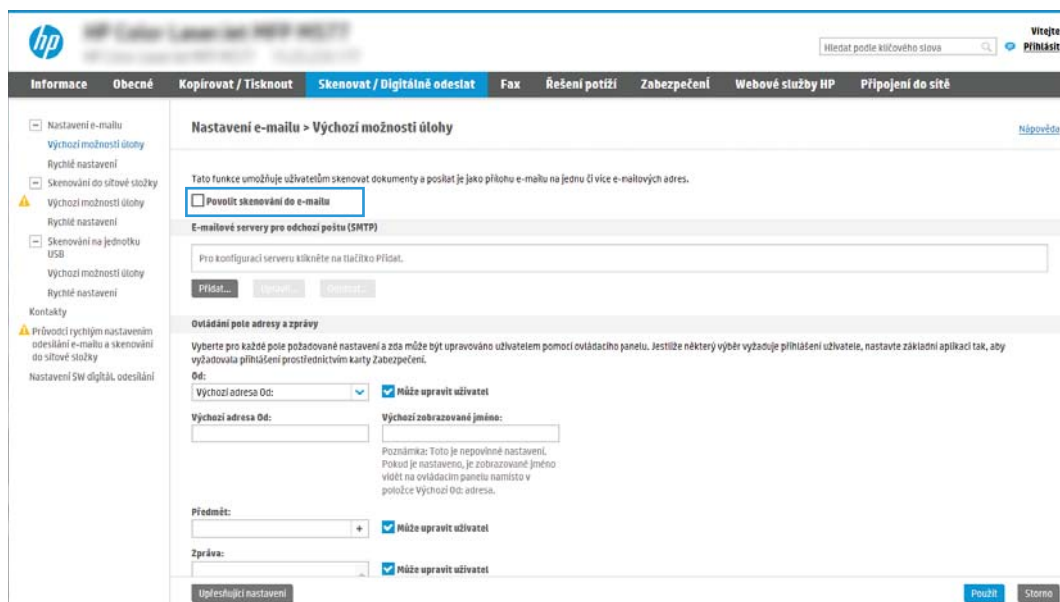 hp
Vítejte
Hledat podle klíčového slova
Přihlásit
Informace Obecné Kopírovat / Tisknout Skenovat / Digitálně odeslat Fax Řešení potíží Zabezpečení Webové služby HP Připojení do sítě
Nastavení e-mailu
Výchozí možnosti úlohy
Rychlé nastavení
Skenování do síťové složky
Výchozí možnosti úlohy
Rychlé nastavení
Skenování na jednotku
USB
Výchozí možnosti úlohy
Rychlé nastavení
Kontakty
Průvodci rychlým nastavením
odesílání e-mailu a skenování
do síťové složky
Nastavení SW digitál. odesílání
Nastavení e-mailu > Výchozí možnosti úlohy
Nápověda
Tato funkce umožňuje uživatelům skenovat dokumenty a posílat je jako přílohu e-mailu na jednu či více e-mailových adres.
Povolit skenování do e-mailu
E-mailové servery pro odchozí poštu (SMTP)
Pro konfiguraci serveru klikněte na tlačítko Přidat.
Přidat...
Ovládání pole adresy a zprávy
Vyberte pro každé pole požadované nastavení a zda může být upravováno uživatelem pomocí ovládacího panelu. Jestliže některý výběr vyžaduje přihlášení uživatele, nastavte základní aplikaci tak, aby
vyžadovala přihlášení prostřednictvím karty Zabezpečení.
Od:
Výchozí adresa Od: Může upravit uživatel
Výchozí adresa Od: Výchozí zobrazované jméno:
Poznámka: Toto je nepovinné nastavení.
Pokud je nastaveno, je zobrazované jméno
vidět na ovládacím panelu namísto v
položce Výchozí Od: adresa.
Předmět:
Může upravit uživatel
Zpráva:
Může upravit uživatel
Upřesňující nastavení
Použít Storno